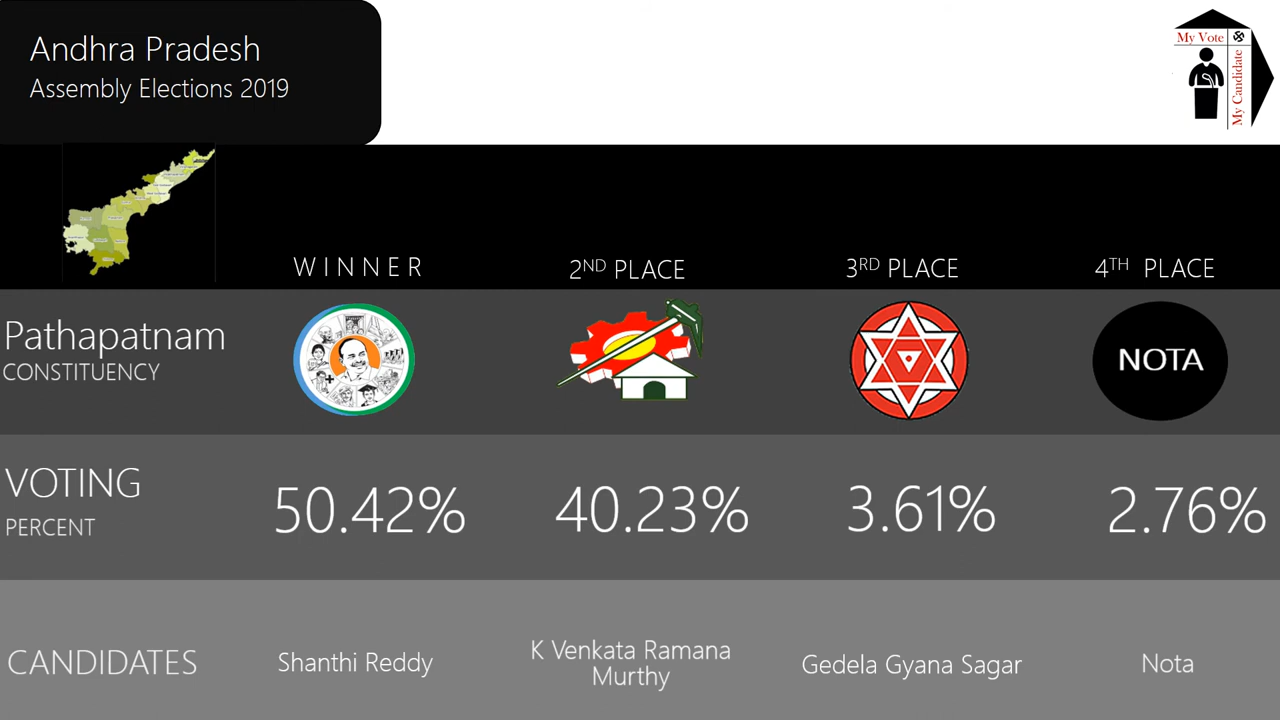 Andhra Pradesh
Assembly Elections 2019
My Vote
My Candidate
WINNER
2ND PLACE
3RD PLACE
4TH PLACE
Pathapatnam
CONSTITUENCY
NOTA
VOTING
PERCENT
50.42%
40.23%
3.61%
2.76%
CANDIDATES
Shanthi Reddy
K Venkata Ramana
Murthy
Gedela Gyana Sagar
Nota